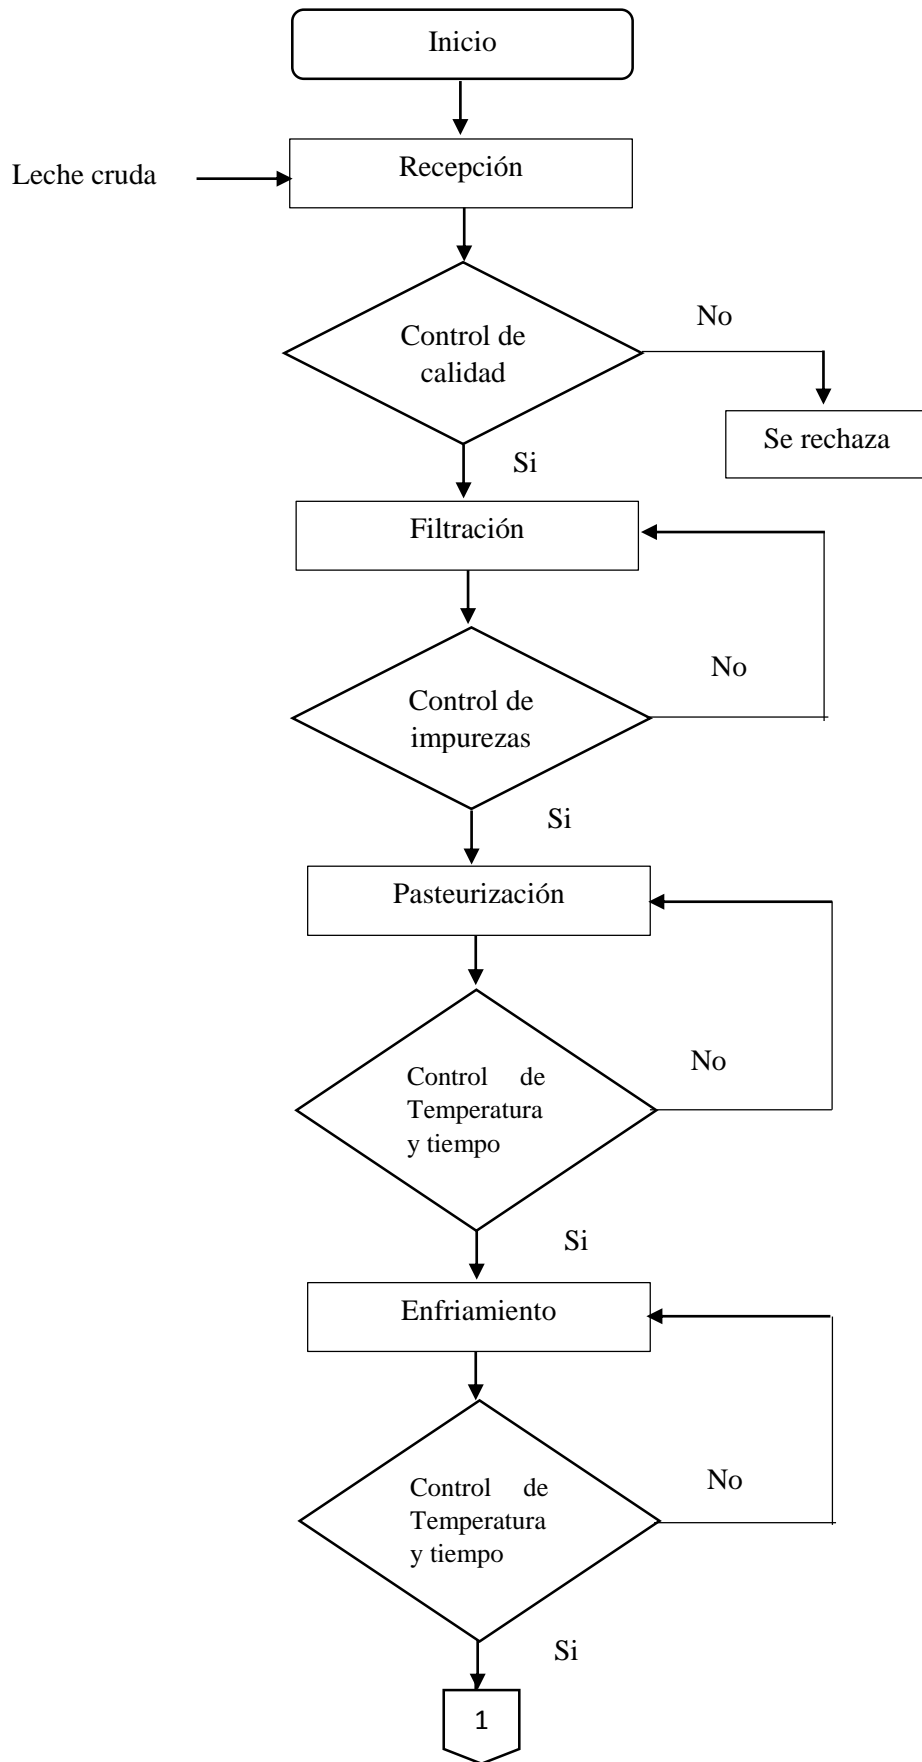 Inicio
Leche cruda
Recepción
No
Control de
calidad
Se rechaza
Si
Filtración
No
Control de
impurezas
Si
Pasteurización
No
Control de
Temperatura
y tiempo
Si
Enfriamiento
No
Control de
Temperatura
y tiempo
Si
1